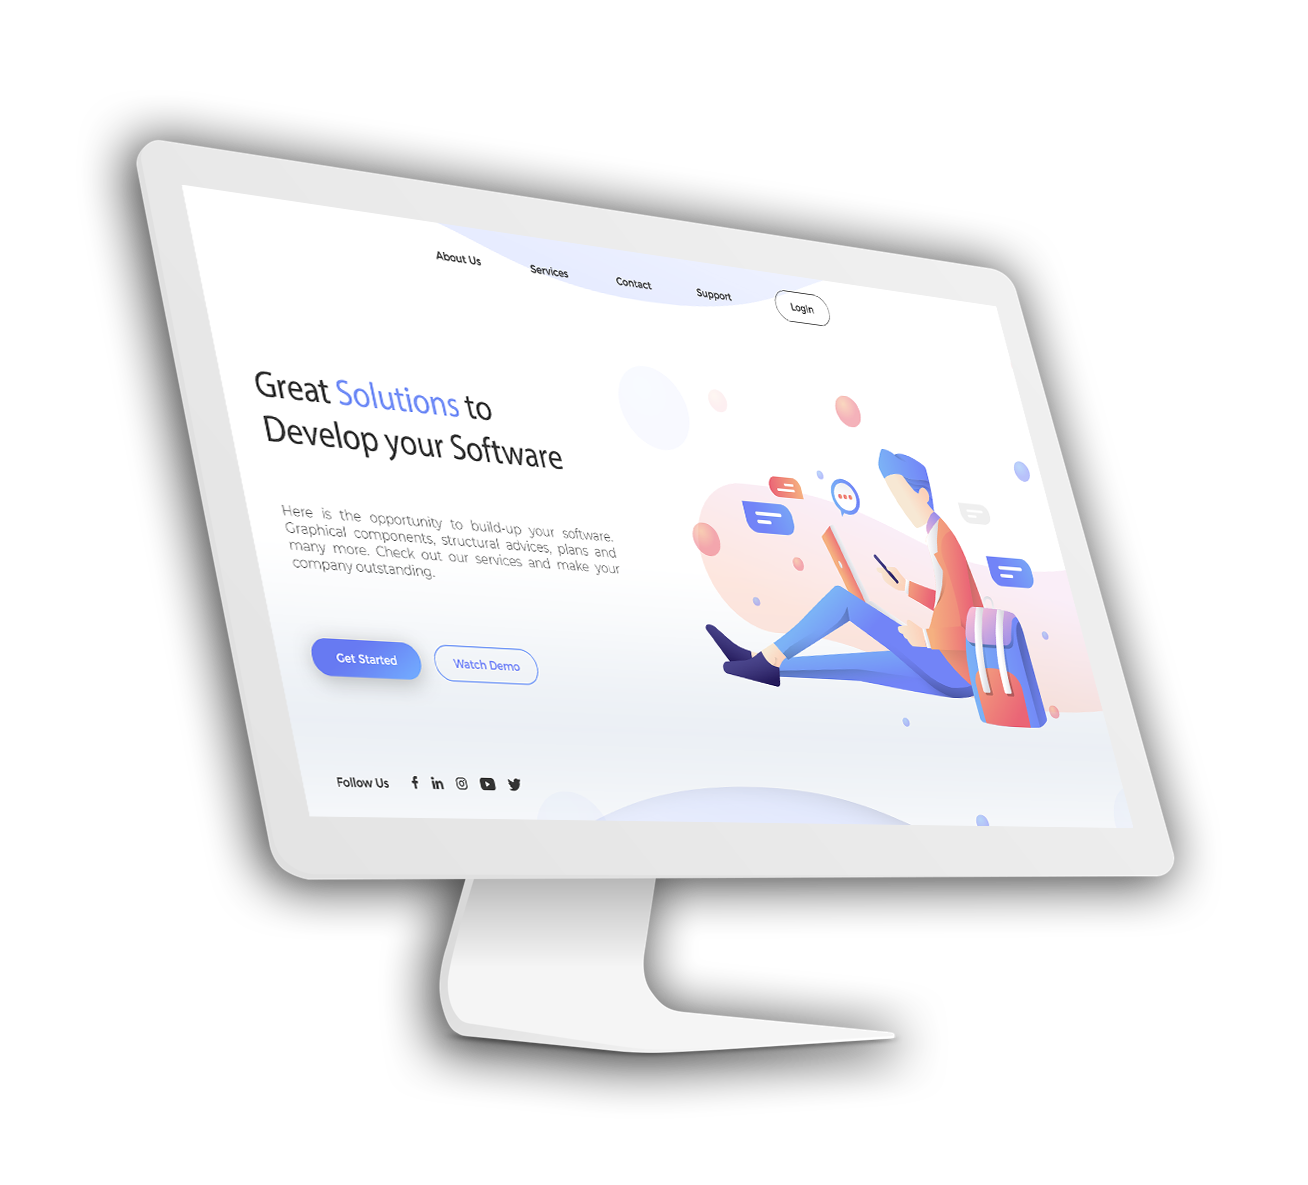 About Us
Services
Contact
Support
Login
Great Solutions to
Develop your Software
Here is the opportunity to build-up your software.
Graphical components, structural advices, plans and
many more. Check out our services and make your
company outstanding.
Get Started
Watch Demo
Follow Us